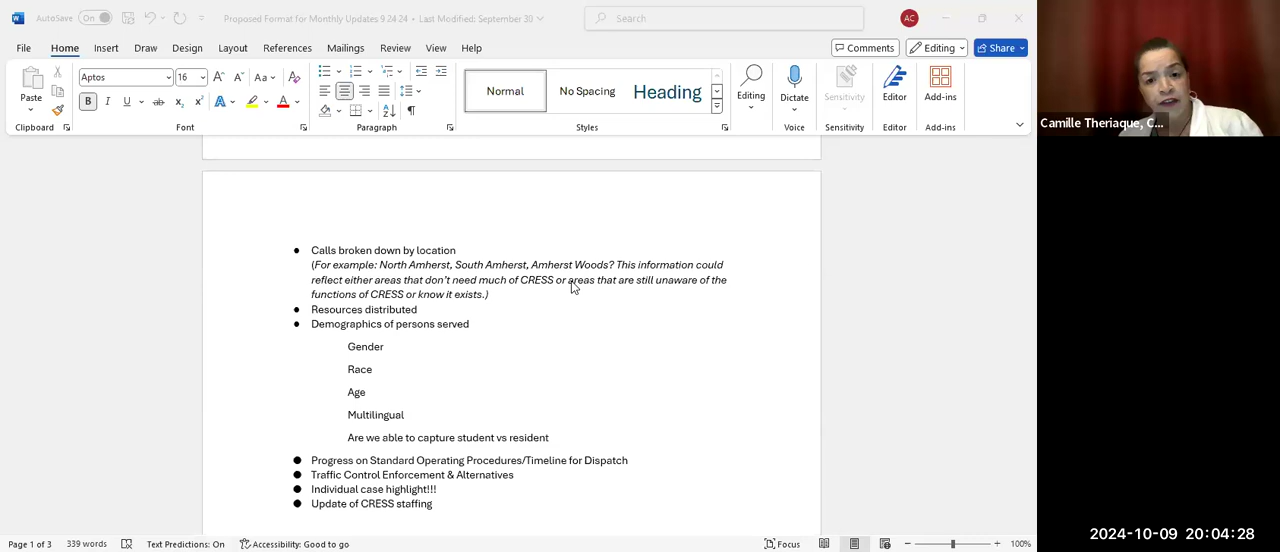 AutoSave On
Proposed Format for Monthly Updates 9.24 24 • Last Modified: September 30
Search
AC
File Home Insert Draw Design Layout References Mailings Review View Help
Comments Editing Share
Aptos 16
Paste
B I U ab x₂ x² A A
Aa
Normal No Spacing Heading
Editing Dictate Sensitivity Editor Add-ins
Clipboard Font Paragraph Styles Voice Sensitivity Editor Add-ins
Camille Theriaque, C...
● Calls broken down by location
(For example: North Amherst, South Amherst, Amherst Woods? This information could
reflect either areas that don't need much of CRESS or areas that are still unaware of the
functions of CRESS or know it exists.)
● Resources distributed
● Demographics of persons served
Gender
Race
Age
Multilingual
Are we able to capture student vs resident
● Progress on Standard Operating Procedures/Timeline for Dispatch
● Traffic Control Enforcement & Alternatives
● Individual case highlight!!!
● Update of CRESS staffing
2024-10-09 20:04:28
Page 1 of 3 339 words Text Predictions: On Accessibility: Good to go Focus 100%